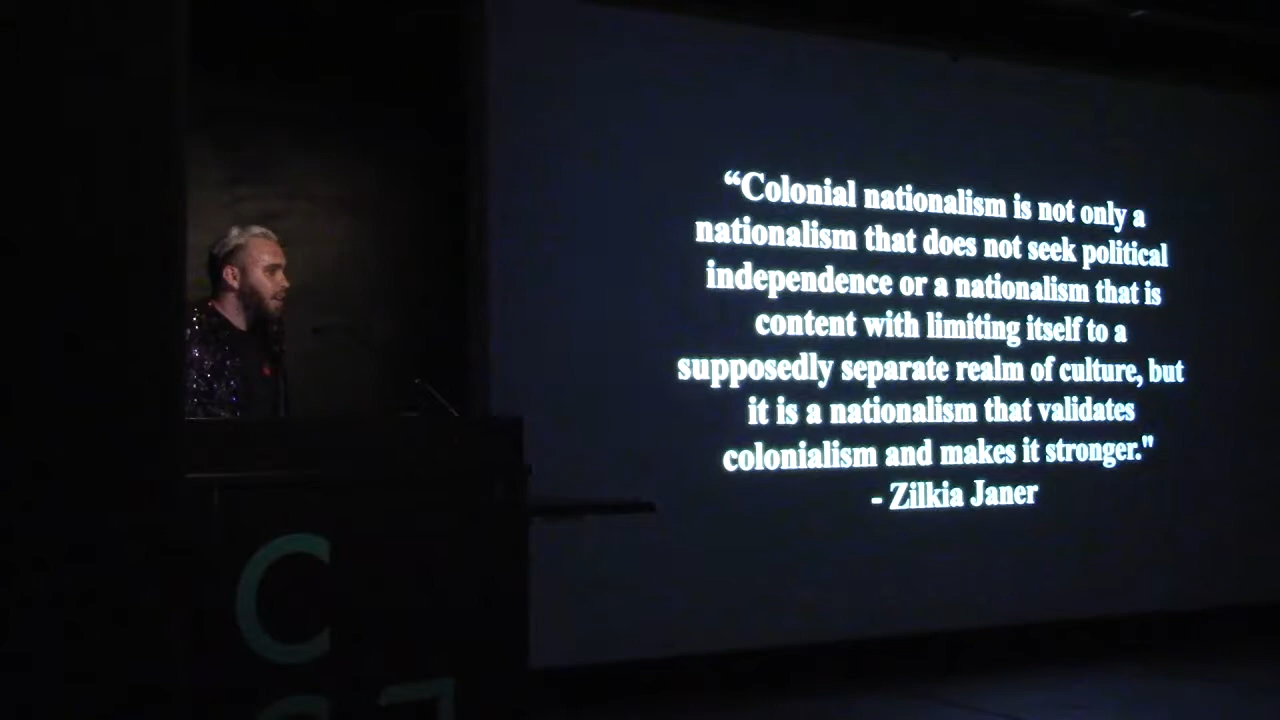 “Colonial nationalism is not only a
nationalism that does not seek political
independence or a nationalism that is
content with limiting itself to a
supposedly separate realm of culture, but
it is a nationalism that validates
colonialism and makes it stronger."
- Zilkia Janer
C